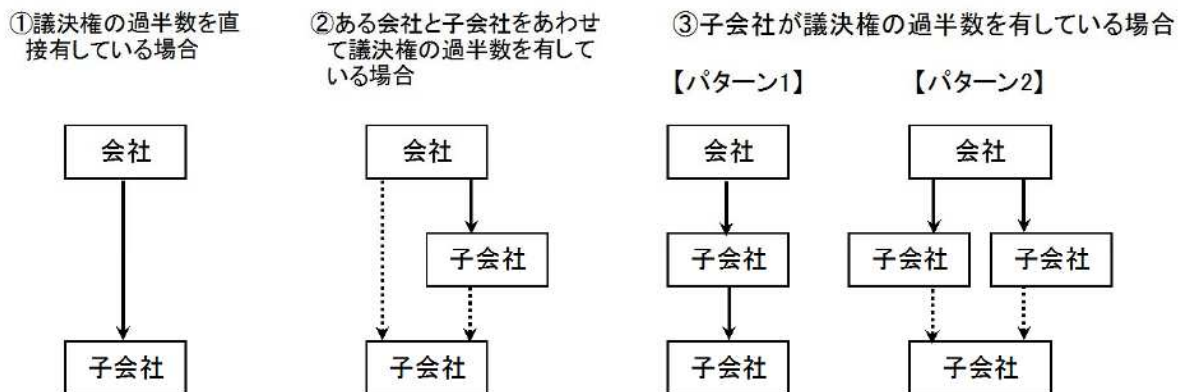 ①議決権の過半数を直
接有している場合
②ある会社と子会社をあわせ
て議決権の過半数を有して
いる場合
③子会社が議決権の過半数を有している場合
【パターン1】
【パターン2】
会社
子会社
会社
子会社
子会社
会社
子会社
子会社
会社
子会社
子会社
子会社